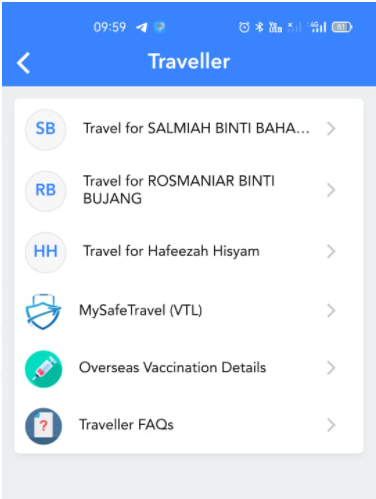 09:59
Traveller
SB
Travel for SALMIAH BINTI BAHA...
RB
Travel for ROSMANIAR BINTI
BUJANG
HH
Travel for Hafeezah Hisyam
MySafeTravel (VTL)
Overseas Vaccination Details
?
Traveller FAQs